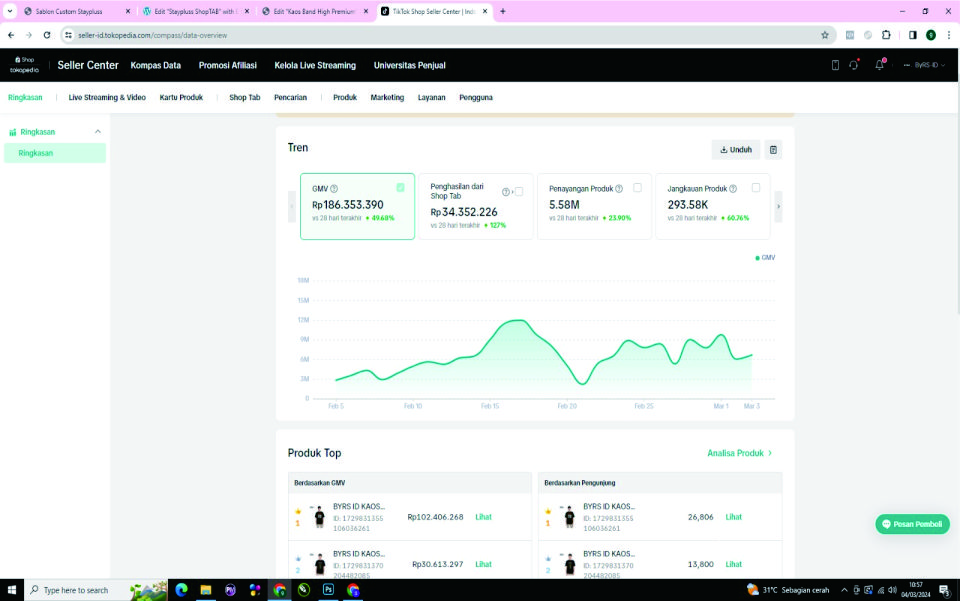 Sablon Custom Staypluss
Edit "Staypluss ShopTAB" with E
Edit "Kaos Band High Premium"
TikTok Shop Seller Center | Indo
seller-id.tokopedia.com/compass/data-overview
Shop
tokopedia
Seller Center
Kompas Data
Promosi Afiliasi
Kelola Live Streaming
Universitas Penjual
BYRS ID
Ringkasan
Live Streaming & Video
Kartu Produk
Shop Tab
Pencarian
Produk
Marketing
Layanan
Pengguna
Ringkasan
Ringkasan
Tren
Unduh
GMV
Rp186.353.390
vs 28 hari terakhir 49.68%
Penghasilan dari
Shop Tab
Rp34.352.226
vs 28 hari terakhir 127%
Penayangan Produk
5.58M
vs 28 hari terakhir 23.90%
Jangkauan Produk
293.58K
vs 28 hari terakhir 60.76%
GMV
18M
15M
12M
9M
6M
3M
0
Feb 5
Feb 10
Feb 15
Feb 20
Feb 25
Mar 1
Mar 3
Produk Top
Analisa Produk
Berdasarkan GMV
1
BYRS ID KAOS...
ID: 1729831355
106036261
Rp102.406.268
Lihat
2
BYRS ID KAOS...
ID: 1729831370
204482085
Rp30.613.297
Lihat
Berdasarkan Pengunjung
1
BYRS ID KAOS...
ID: 1729831355
106036261
26,806
Lihat
2
BYRS ID KAOS...
ID: 1729831370
204482085
13,800
Lihat
Pesan Pembeli
Type here to search
31°C Sebagian cerah
10:57
04/03/2024